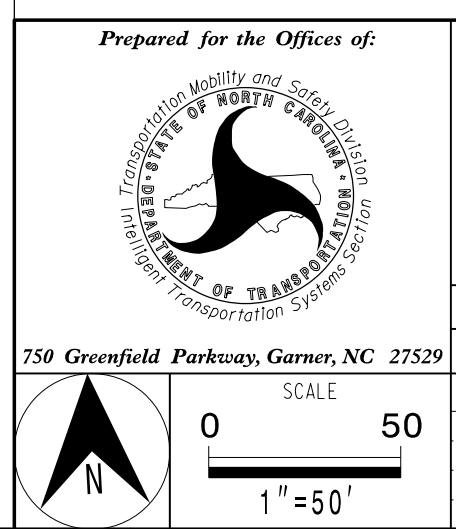 Prepared for the Offices of:
Transportation Mobility and Safety Division
STATE OF NORTH CAROLINA
DEPARTMENT OF TRANSPORTATION
Intelligent Transportation Systems Section
750 Greenfield Parkway, Garner, NC 27529
N
SCALE
0 50
1"=50'